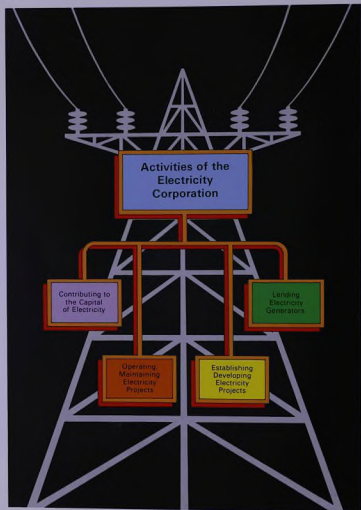 Activities of the
Electricity
Corporation
Contributing to
the Capital
of Electricity
Lending
Electricity
Generators
Operating,
Maintaining
Electricity
Projects
Establishing
Developing
Electricity
Projects